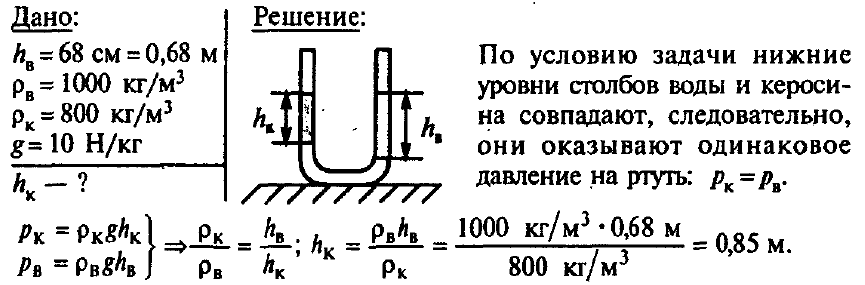 Дано:
h_в = 68 см = 0,68 м
ρ_в = 1000 кг/м³
ρ_к = 800 кг/м³
g = 10 Н/кг
h_к — ?
Решение:
h_к
h_в
По условию задачи нижние
уровни столбов воды и кероси-
на совпадают, следовательно,
они оказывают одинаковое
давление на ртуть: p_к = p_в.
p_к = ρ_к g h_к
p_в = ρ_в g h_в
} ⇒ ρ_к/ρ_в = h_в/h_к; h_к = ρ_в h_в/ρ_к = 1000 кг/м³ · 0,68 м/800 кг/м³ = 0,85 м.